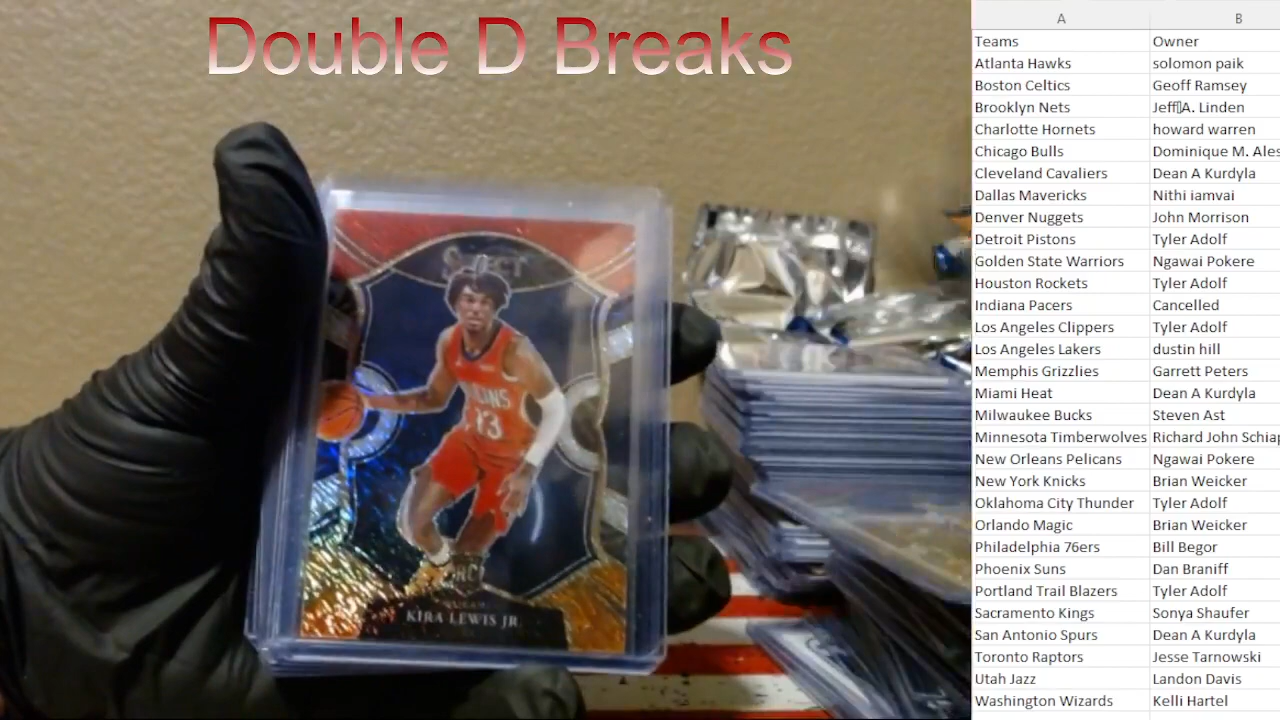 Double D Breaks
SELECT
13
KIRA LEWIS JR.
A B
Teams Owner
Atlanta Hawks solomon paik
Boston Celtics Geoff Ramsey
Brooklyn Nets Jeff A. Linden
Charlotte Hornets howard warren
Chicago Bulls Dominique M. Ales
Cleveland Cavaliers Dean A Kurdyla
Dallas Mavericks Nithi iamvai
Denver Nuggets John Morrison
Detroit Pistons Tyler Adolf
Golden State Warriors Ngawai Pokere
Houston Rockets Tyler Adolf
Indiana Pacers Cancelled
Los Angeles Clippers Tyler Adolf
Los Angeles Lakers dustin hill
Memphis Grizzlies Garrett Peters
Miami Heat Dean A Kurdyla
Milwaukee Bucks Steven Ast
Minnesota Timberwolves Richard John Schiap
New Orleans Pelicans Ngawai Pokere
New York Knicks Brian Weicker
Oklahoma City Thunder Tyler Adolf
Orlando Magic Brian Weicker
Philadelphia 76ers Bill Begor
Phoenix Suns Dan Braniff
Portland Trail Blazers Tyler Adolf
Sacramento Kings Sonya Shaufer
San Antonio Spurs Dean A Kurdyla
Toronto Raptors Jesse Tarnowski
Utah Jazz Landon Davis
Washington Wizards Kelli Hartel